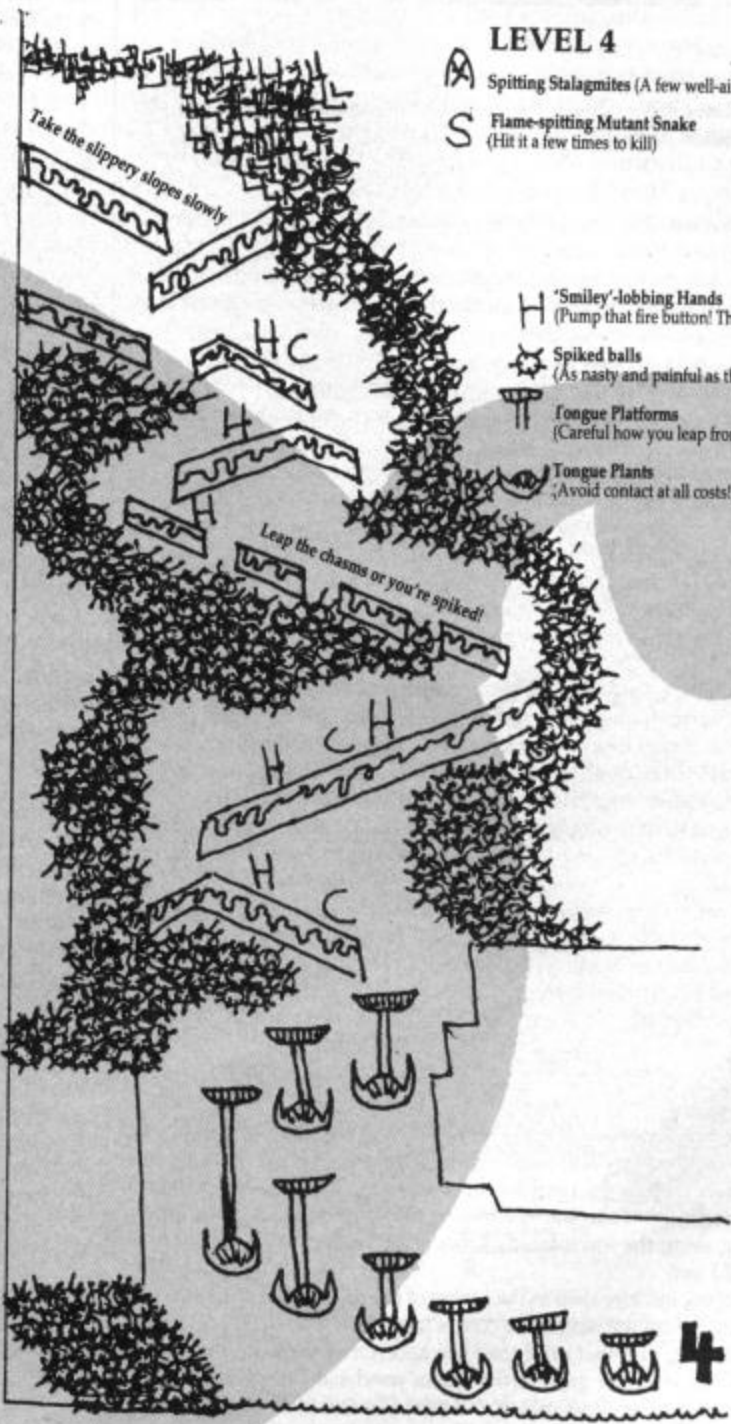 LEVEL 4
Spitting Stalagmites (A few well-ai
S Flame-spitting Mutant Snake
(Hit it a few times to kill)
Take the slippery slopes slowly
H 'Smiley'-lobbing Hands
(Pump that fire button! Th
Spiked balls
(As nasty and painful as th
Tongue Platforms
(Careful how you leap from
Tongue Plants
(Avoid contact at all costs!
H C
H
H
Leap the chasms or you're spiked!
H
C
H
H
C
4